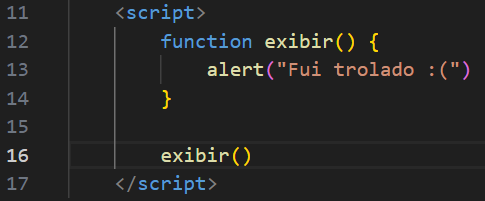 11 <script>
12 function exibir() {
13 alert("Fui trolado :(")
14 }
15
16 exibir()
17 </script>